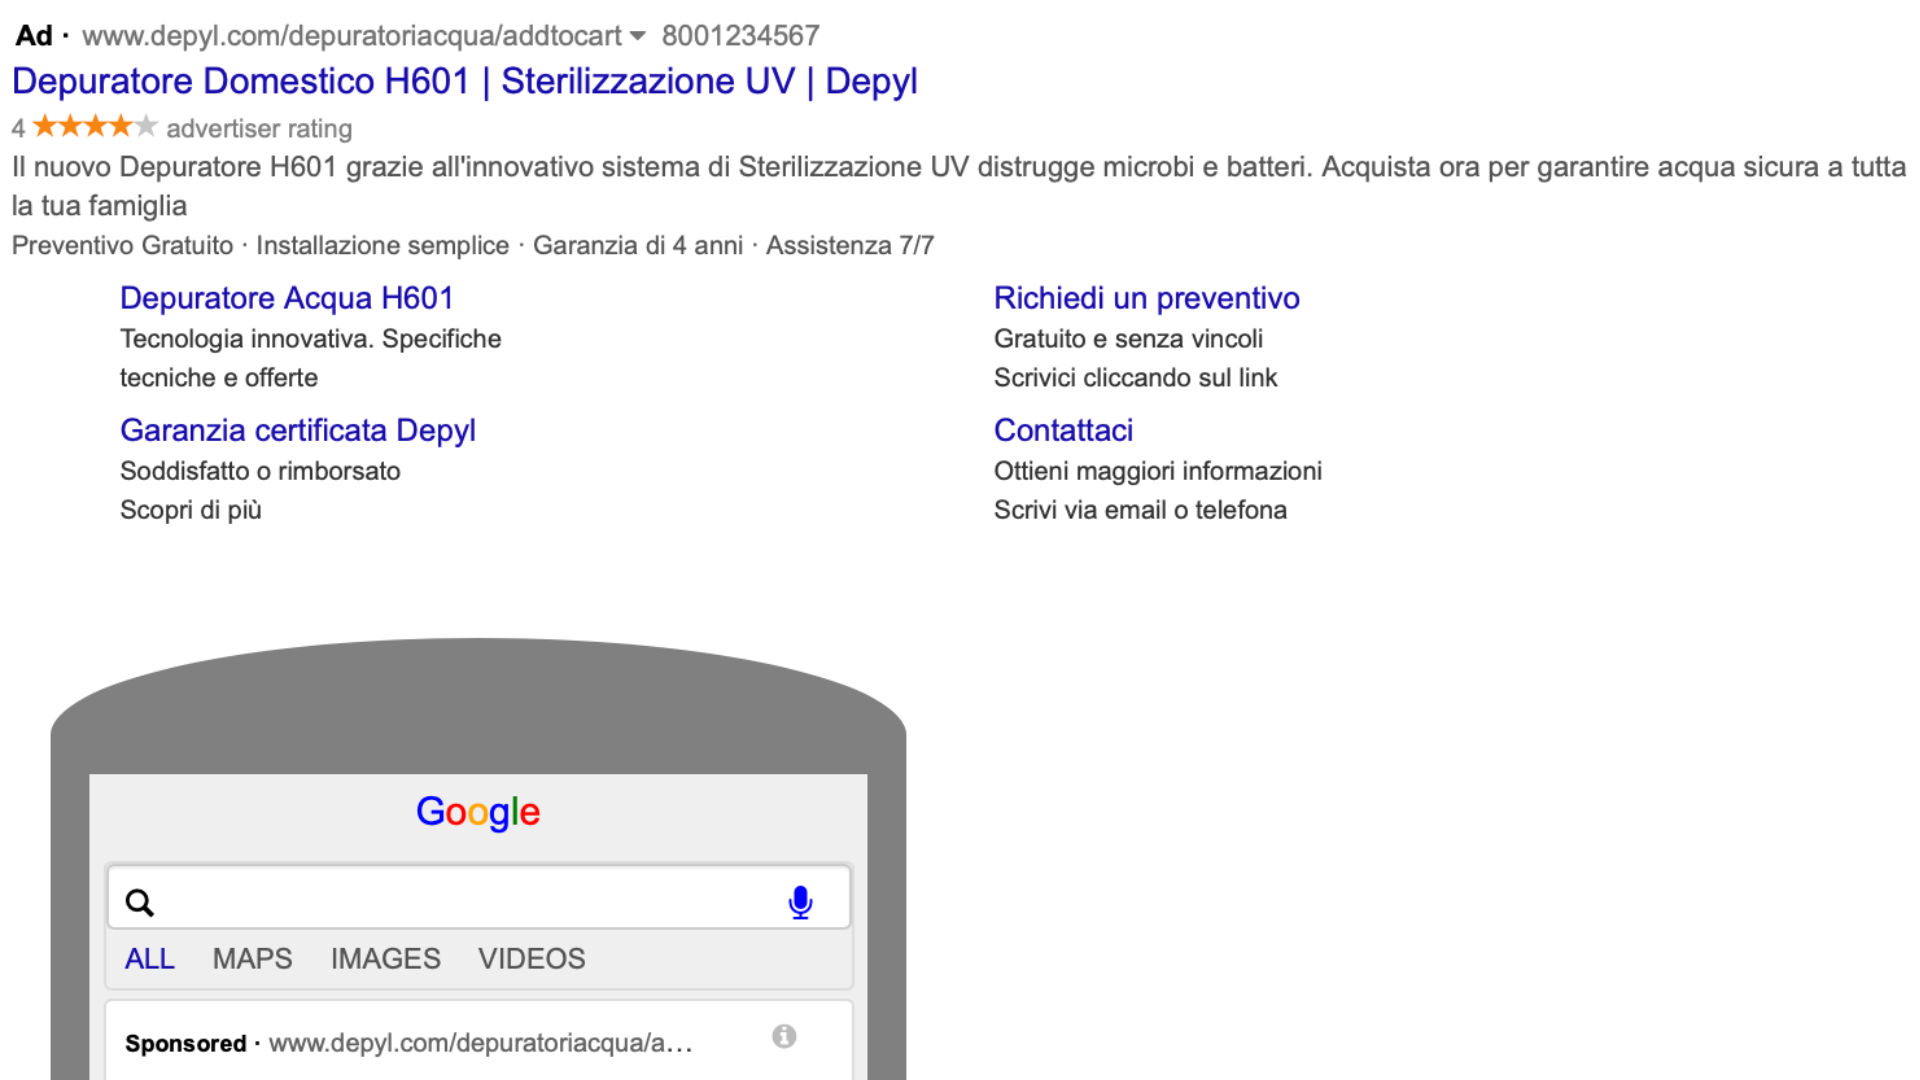 Ad · www.depyl.com/depuratoriacqua/addtocart 8001234567
Depuratore Domestico H601 | Sterilizzazione UV | Depyl
4 advertiser rating
Il nuovo Depuratore H601 grazie all'innovativo sistema di Sterilizzazione UV distrugge microbi e batteri. Acquista ora per garantire acqua sicura a tutta
la tua famiglia
Preventivo Gratuito · Installazione semplice · Garanzia di 4 anni · Assistenza 7/7
Depuratore Acqua H601
Tecnologia innovativa. Specifiche
tecniche e offerte
Richiedi un preventivo
Gratuito e senza vincoli
Scrivici cliccando sul link
Garanzia certificata Depyl
Soddisfatto o rimborsato
Scopri di più
Contattaci
Ottieni maggiori informazioni
Scrivi via email o telefona
Google
ALL MAPS IMAGES VIDEOS
Sponsored · www.depyl.com/depuratoriacqua/a...